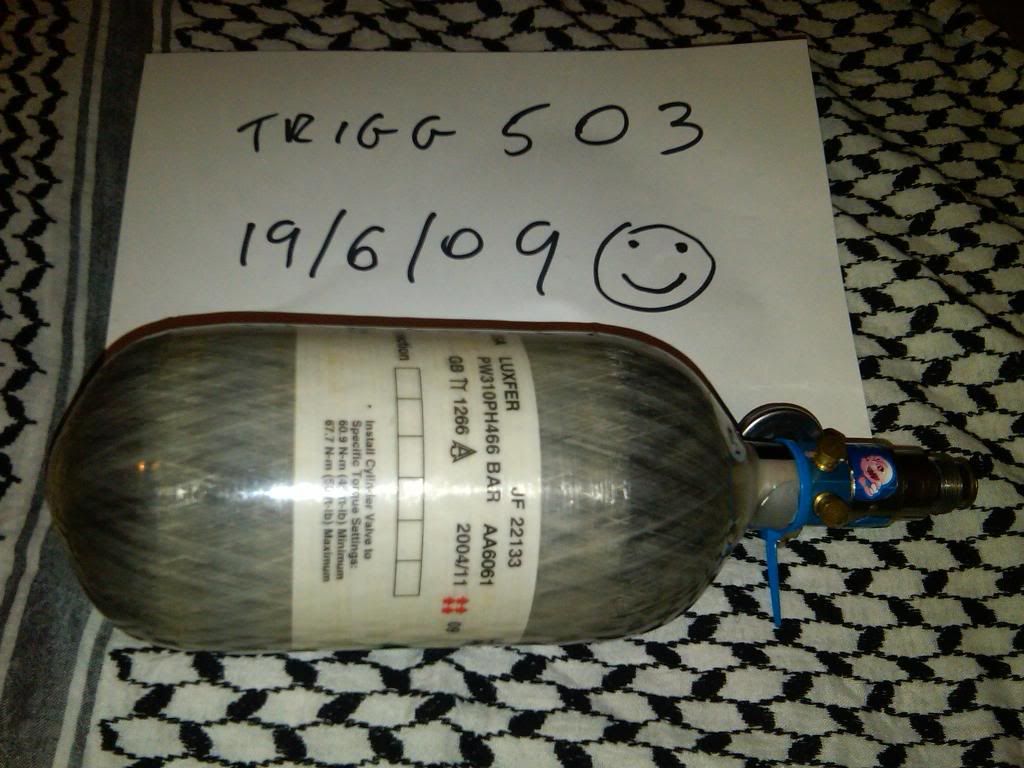 TRIGG 503
19/6/09
LUXFER JF 22133
PW310PH466 BAR AA6061
GB 1266 2004/11 09
Install Cylinder Valve to
Specific Torque Settings:
60.9 N-m Minimum
67.7 N-m Maximum